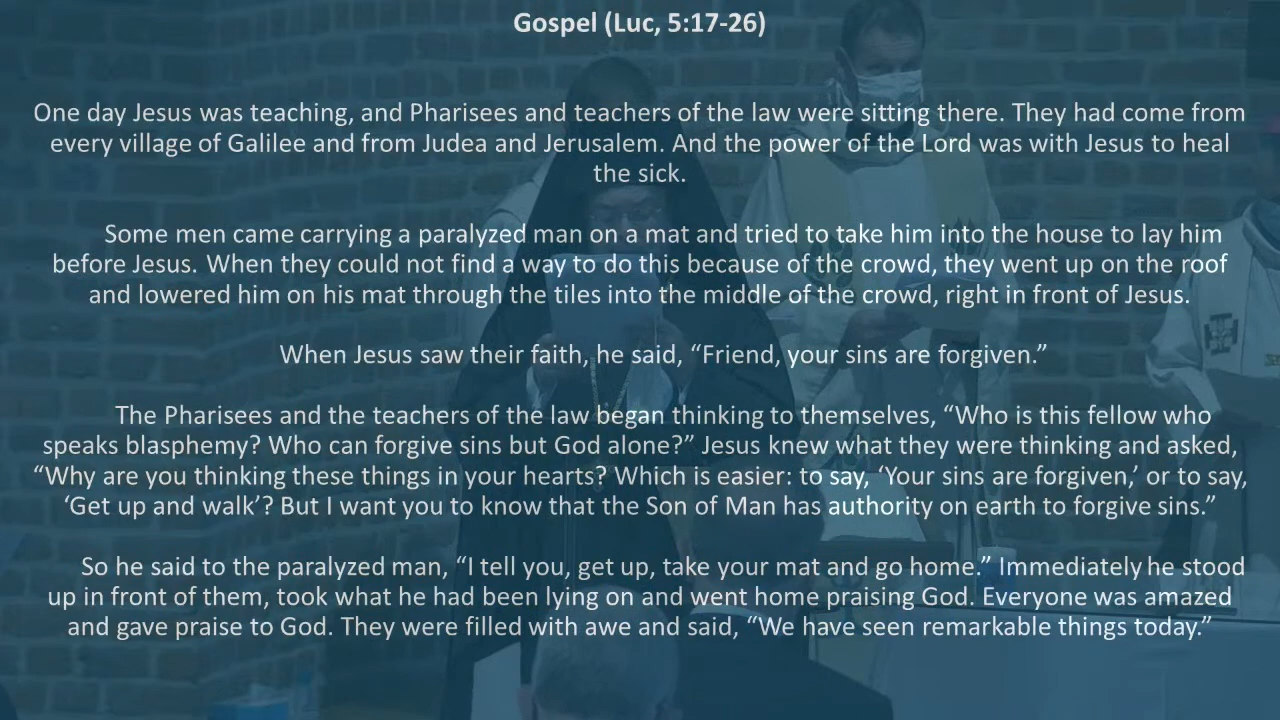 Gospel (Luc, 5:17-26)
One day Jesus was teaching, and Pharisees and teachers of the law were sitting there. They had come from
every village of Galilee and from Judea and Jerusalem. And the power of the Lord was with Jesus to heal
the sick.
Some men came carrying a paralyzed man on a mat and tried to take him into the house to lay him
before Jesus. When they could not find a way to do this because of the crowd, they went up on the roof
and lowered him on his mat through the tiles into the middle of the crowd, right in front of Jesus.
When Jesus saw their faith, he said, “Friend, your sins are forgiven.”
The Pharisees and the teachers of the law began thinking to themselves, “Who is this fellow who
speaks blasphemy? Who can forgive sins but God alone?” Jesus knew what they were thinking and asked,
“Why are you thinking these things in your hearts? Which is easier: to say, ‘Your sins are forgiven,’ or to say,
‘Get up and walk’? But I want you to know that the Son of Man has authority on earth to forgive sins.”
So he said to the paralyzed man, “I tell you, get up, take your mat and go home.” Immediately he stood
up in front of them, took what he had been lying on and went home praising God. Everyone was amazed
and gave praise to God. They were filled with awe and said, “We have seen remarkable things today.”